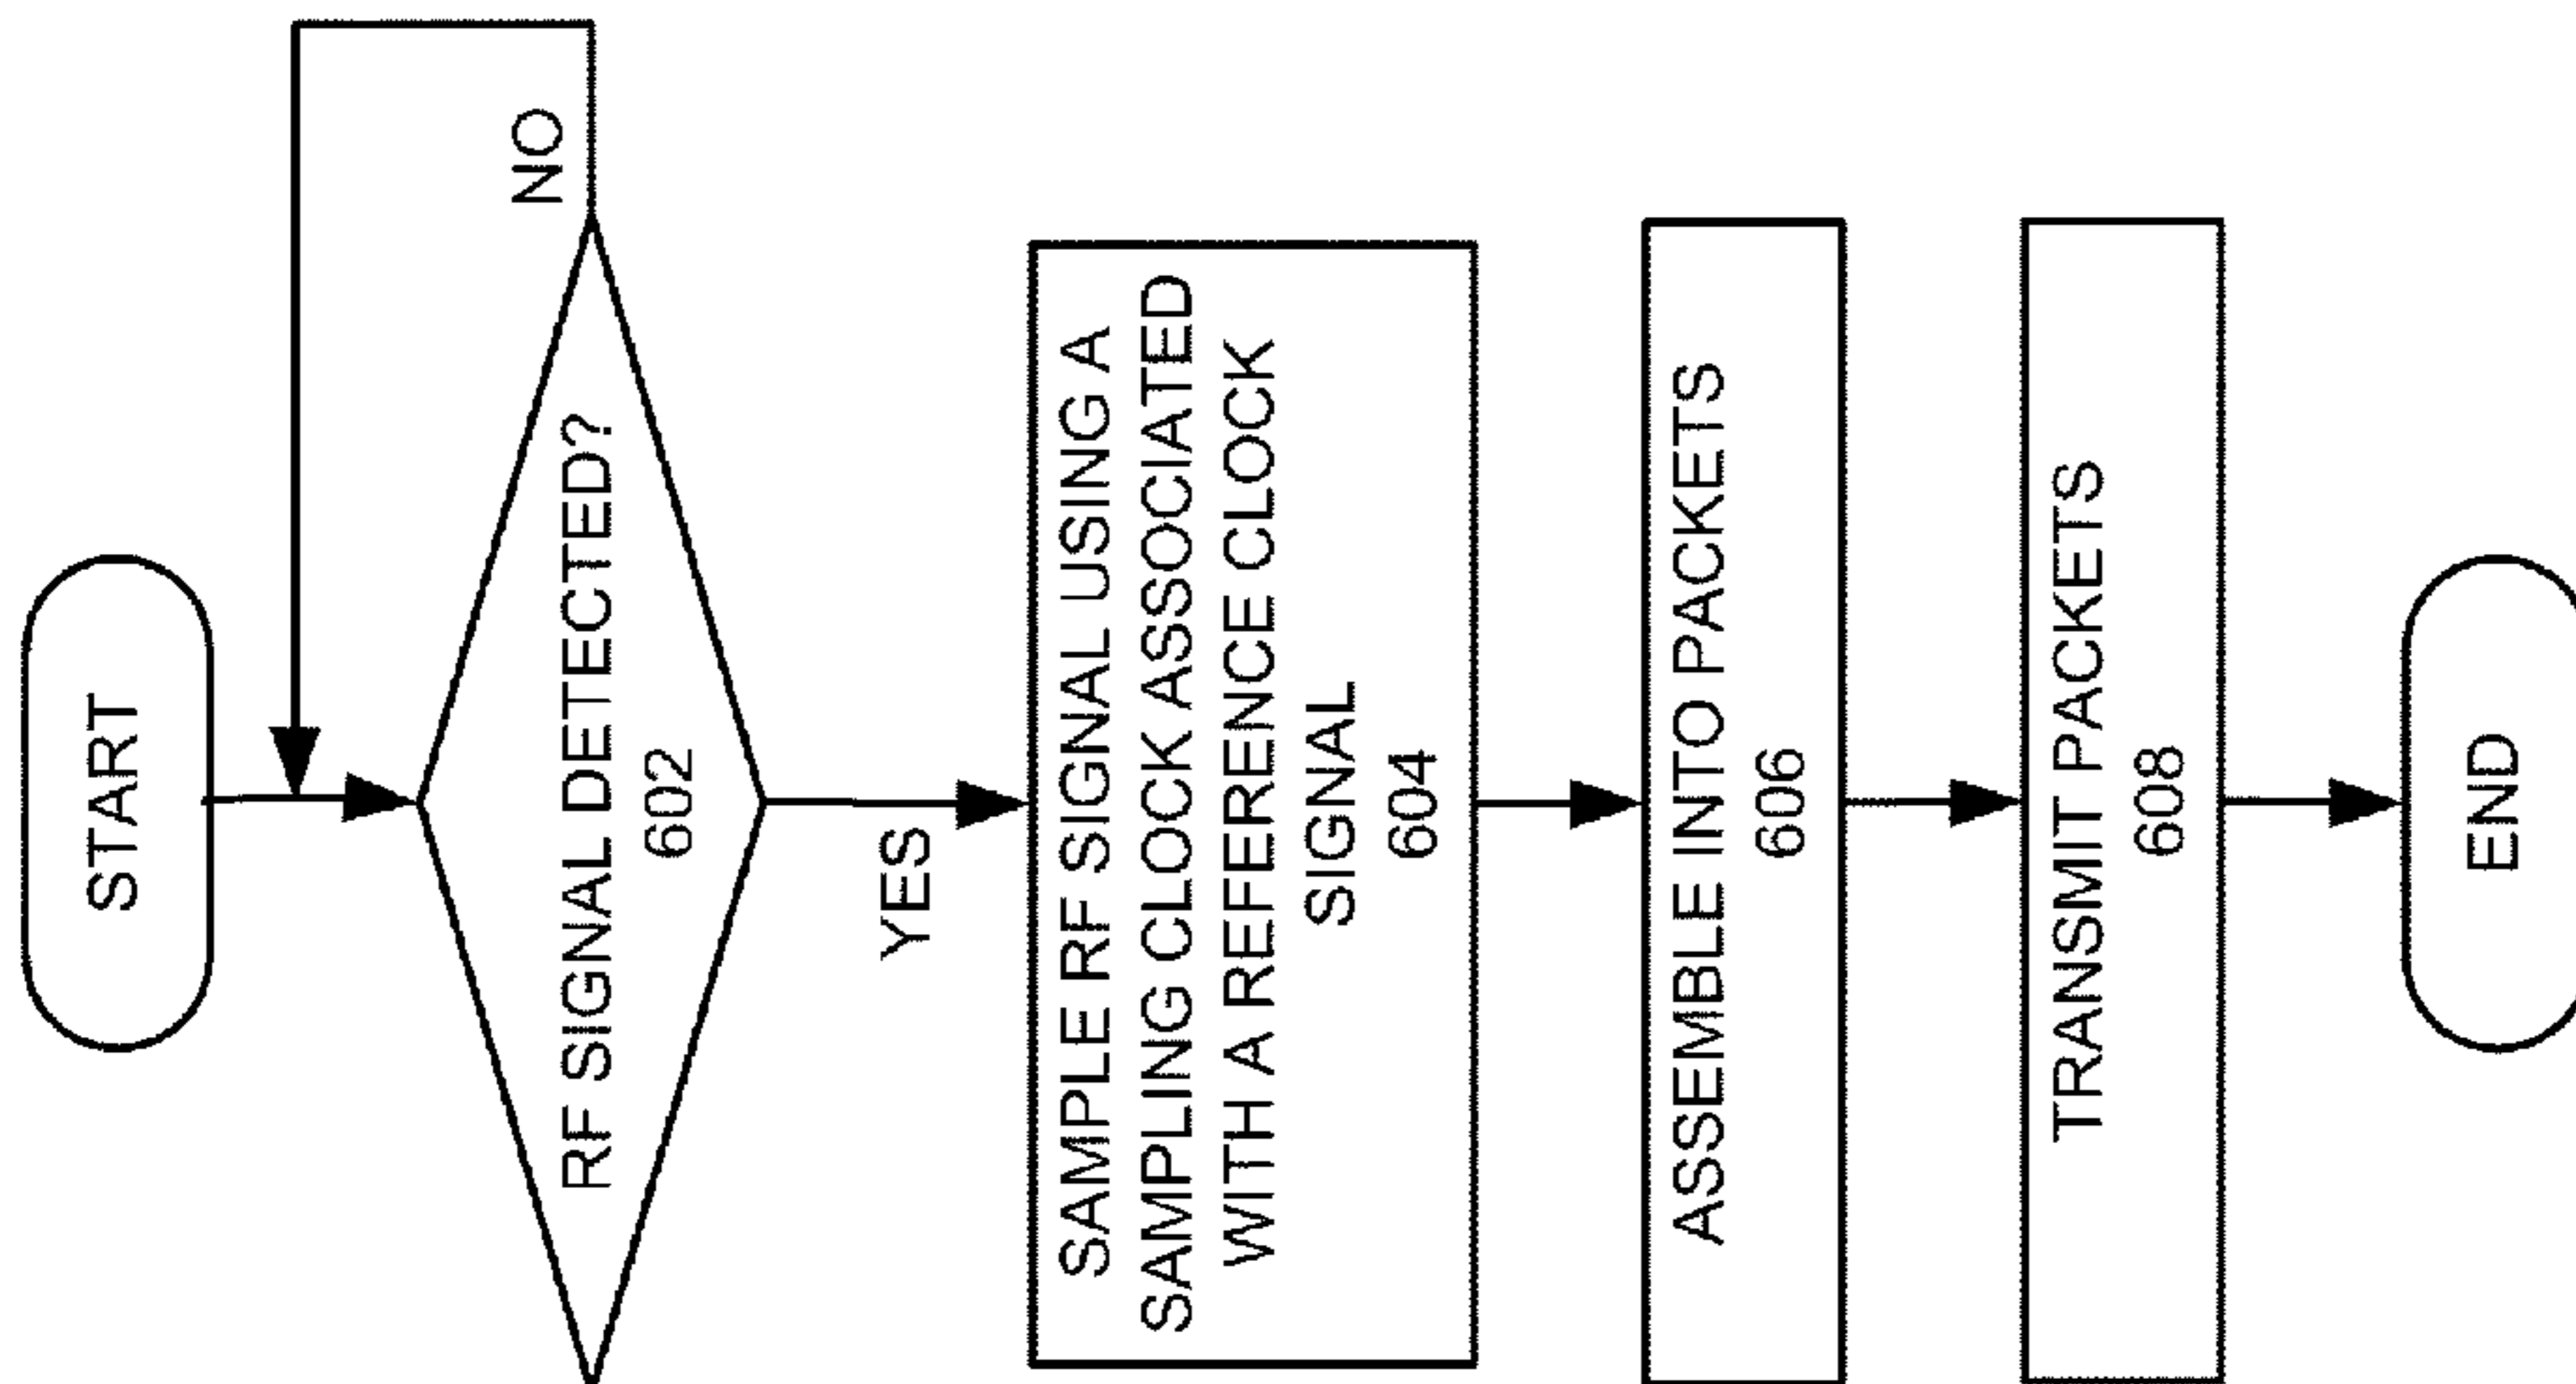 START
NO
RF SIGNAL DETECTED?
602
YES
SAMPLE RF SIGNAL USING A
SAMPLING CLOCK ASSOCIATED
WITH A REFERENCE CLOCK
SIGNAL
604
ASSEMBLE INTO PACKETS
606
TRANSMIT PACKETS
608
END